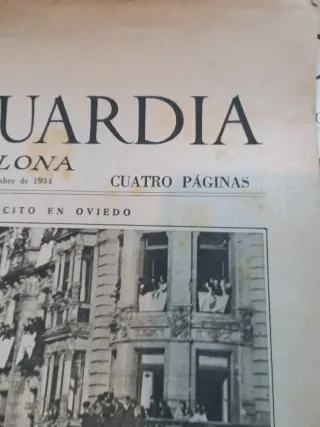 UARDIA
LONA
bre de 1934
CUATRO PÁGINAS
CITO EN OVIEDO